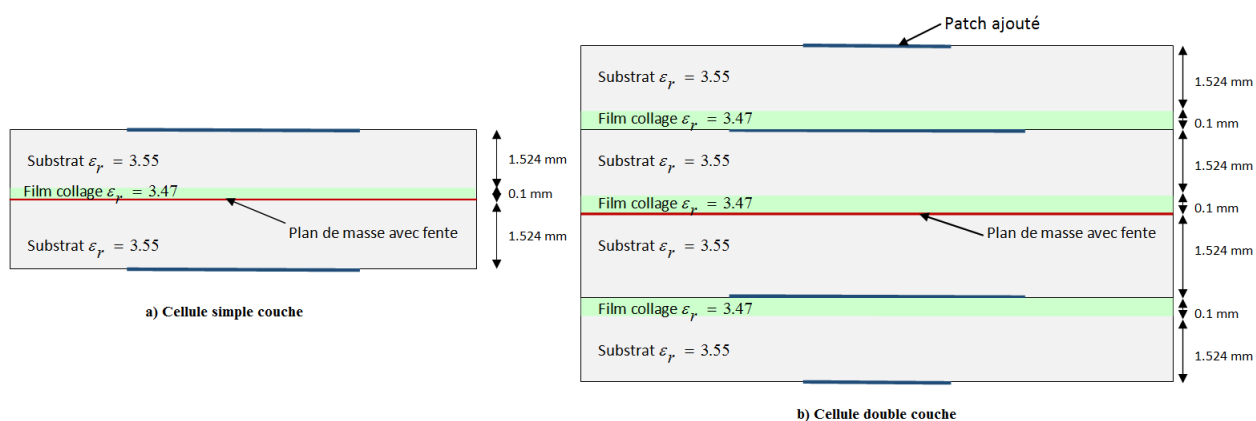 Patch ajouté
Substrat εr = 3.55
1.524 mm
Film collage εr = 3.47
0.1 mm
Substrat εr = 3.55
1.524 mm
Film collage εr = 3.47
0.1 mm
Plan de masse avec fente
Substrat εr = 3.55
1.524 mm
a) Cellule simple couche
Substrat εr = 3.55
1.524 mm
Film collage εr = 3.47
0.1 mm
Plan de masse avec fente
Substrat εr = 3.55
1.524 mm
Film collage εr = 3.47
0.1 mm
Substrat εr = 3.55
1.524 mm
b) Cellule double couche